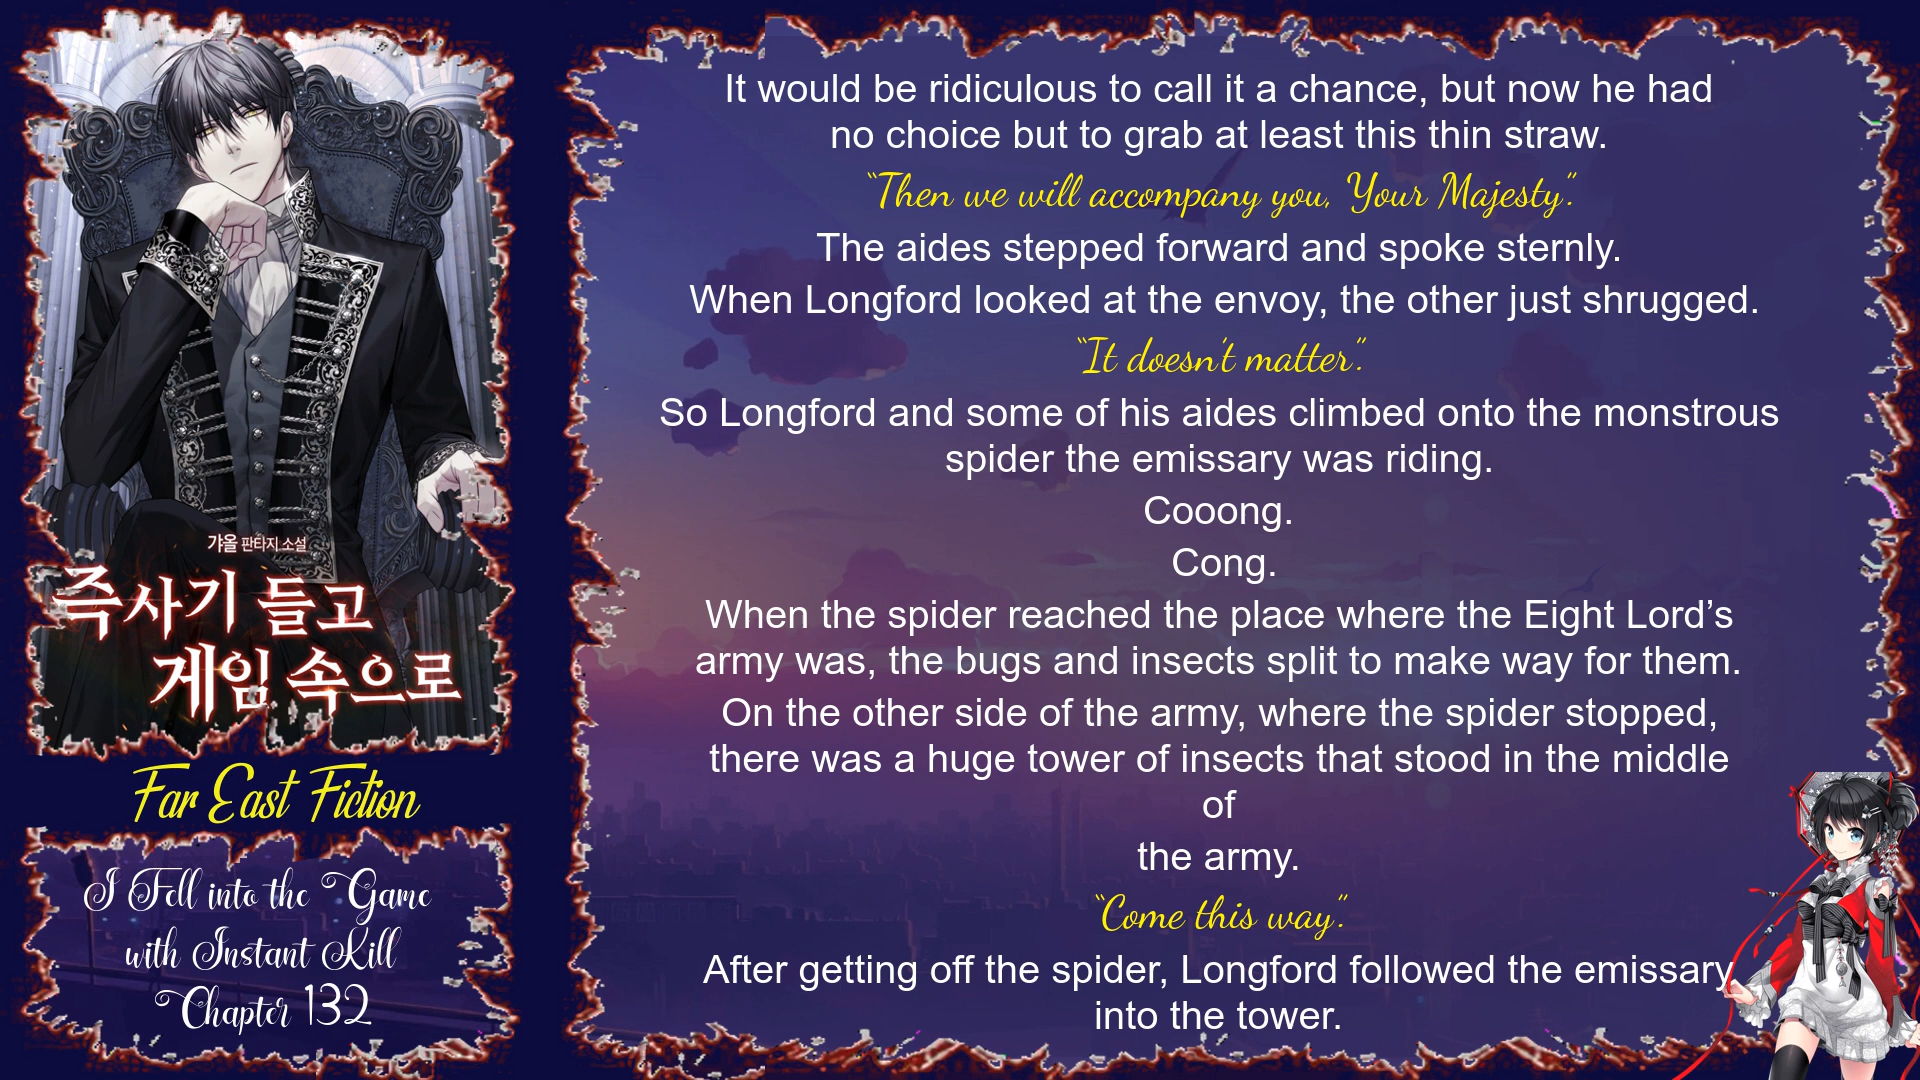 갸올 판타지 소설
즉사기 들고
게임 속으로
Far East Fiction
I Fell into the Game
with Instant Kill
Chapter 132
It would be ridiculous to call it a chance, but now he had
no choice but to grab at least this thin straw.
“Then we will accompany you, Your Majesty”.
The aides stepped forward and spoke sternly.
When Longford looked at the envoy, the other just shrugged.
“It doesn’t matter”.
So Longford and some of his aides climbed onto the monstrous
spider the emissary was riding.
Cooong.
Cong.
When the spider reached the place where the Eight Lord’s
army was, the bugs and insects split to make way for them.
On the other side of the army, where the spider stopped,
there was a huge tower of insects that stood in the middle
of
the army.
“Come this way”.
After getting off the spider, Longford followed the emissary
into the tower.